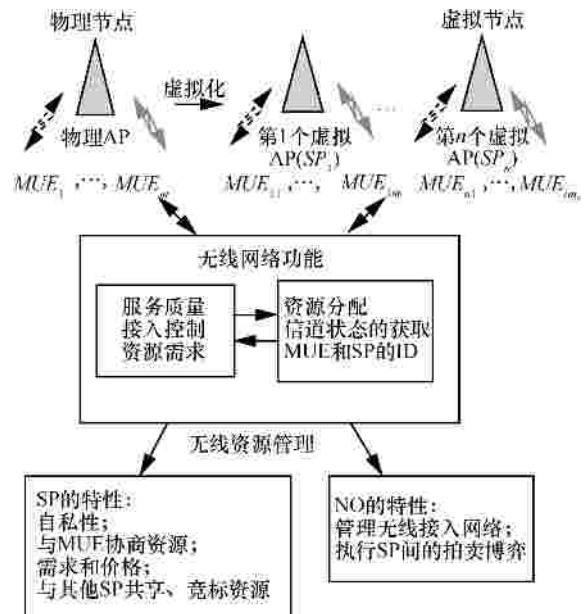 物理节点
虚拟节点
虚拟化
...
物理AP
第1个虚拟
AP(SP₁)
第n个虚拟
AP(SPₙ)
MUE₁ ,…, MUEₘ
MUE₁₁ ,…, MUE₁ₘ
MUEₙ₁ ,…,
无线网络功能
服务质量
接入控制
资源需求
资源分配
信道状态的获取
MUE和SP的ID
无线资源管理
SP的特性：
自私性；
与MUE协商资源；
需求和价格；
与其他SP共享、竞标资源
NO的特性：
管理无线接入网络；
执行SP间的拍卖博弈